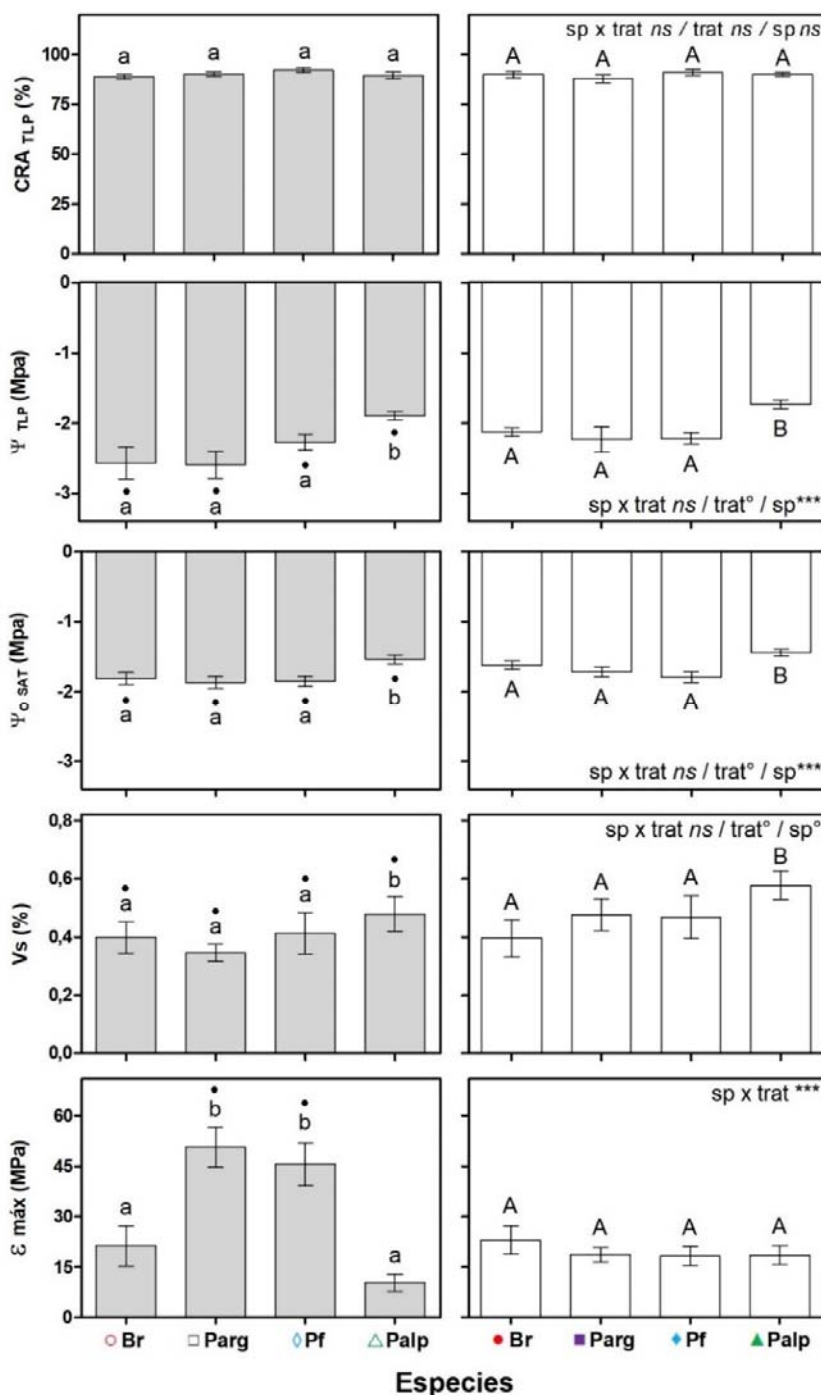 sp x trat ns / trat ns / sp ns
a a a a A A A A
100
75
50
25
0
CRA TLP (%)
0
-1
-2
-3
Ψ TLP (Mpa)
a a a b A A A B
sp x trat ns / trat° / sp***
0
-1
-2
-3
Ψ O SAT (Mpa)
a a a b A A A B
sp x trat ns / trat° / sp***
sp x trat ns / trat° / sp°
0,8
0,6
0,4
0,2
0,0
Vs (%)
a a a b A A A B
sp x trat ***
60
45
30
15
0
ε máx (MPa)
a b b a A A A A
Br Parg Pf Palp Br Parg Pf Palp
Especies